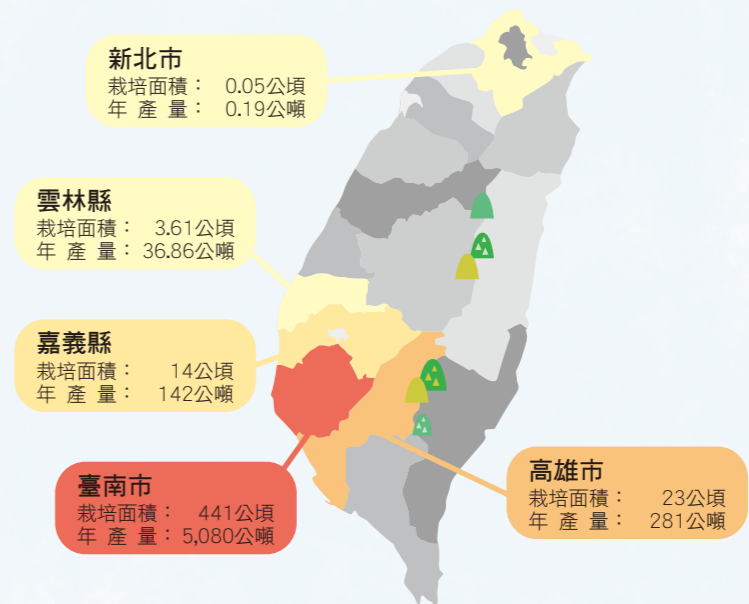 新北市
栽培面積： 0.05公頃
年 產 量： 0.19公噸
雲林縣
栽培面積： 3.61公頃
年 產 量： 36.86公噸
嘉義縣
栽培面積： 14公頃
年 產 量： 142公噸
臺南市
栽培面積： 441公頃
年 產 量： 5,080公噸
高雄市
栽培面積： 23公頃
年 產 量： 281公噸